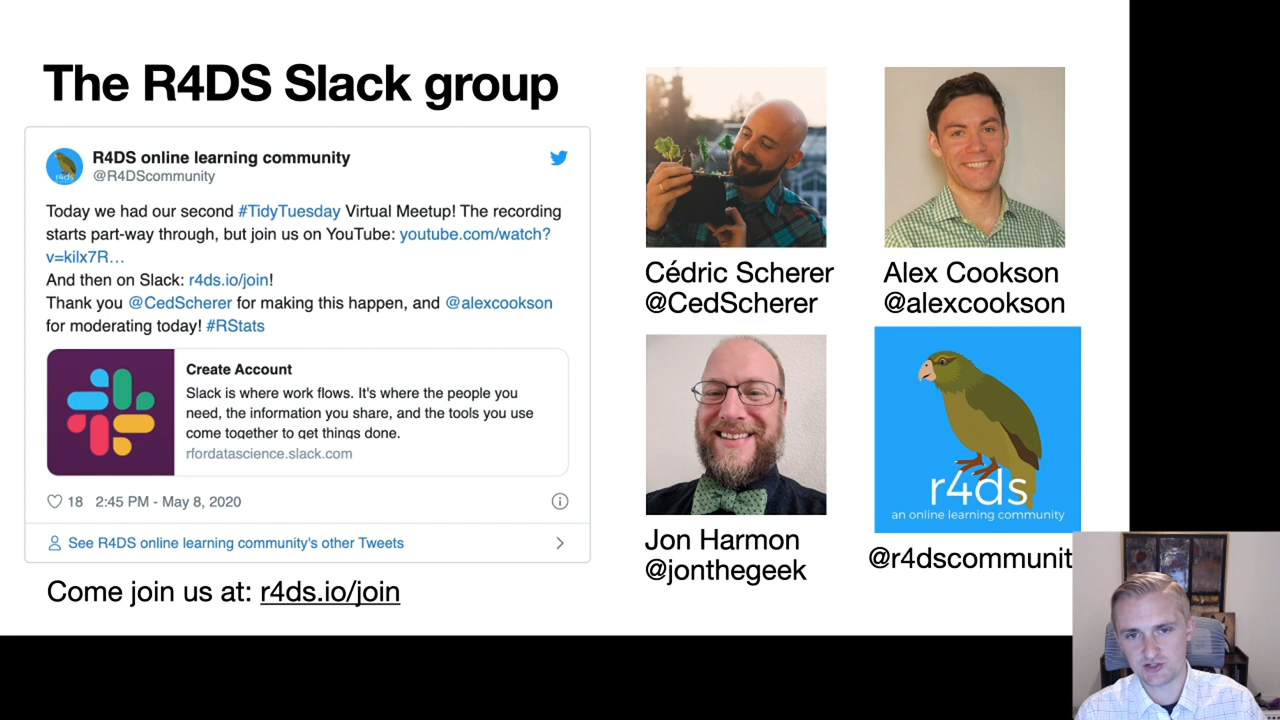 The R4DS Slack group
R4DS online learning community
@R4DScommunity
r4ds
Today we had our second #TidyTuesday Virtual Meetup! The recording
starts part-way through, but join us on YouTube: youtube.com/watch?
v=kilx7R…
And then on Slack: r4ds.io/join!
Thank you @CedScherer for making this happen, and @alexcookson
for moderating today! #RStats
Create Account
Slack is where work flows. It's where the people you
need, the information you share, and the tools you use
come together to get things done.
rfordatascience.slack.com
18 2:45 PM - May 8, 2020
See R4DS online learning community's other Tweets
Come join us at: r4ds.io/join
Cédric Scherer
@CedScherer
Alex Cookson
@alexcookson
Jon Harmon
@jonthegeek
r4ds
an online learning community
@r4dscommunit